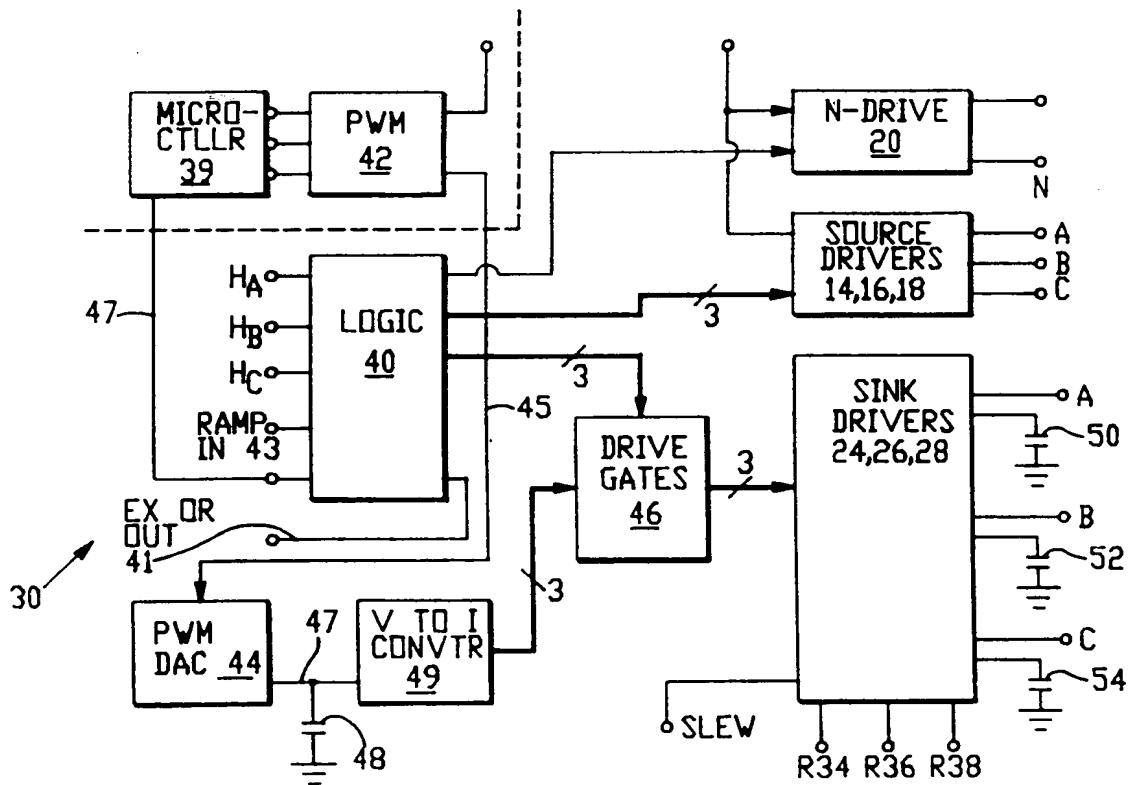 MICRO-
CTLLR
39
PWM
42
N-DRIVE
20
N
SOURCE
DRIVERS
14,16,18
A
B
C
47
HA
HB
HC
RAMP
IN 43
LOGIC
40
3
3
45
EX OR
OUT
41
DRIVE
GATES
46
3
SINK
DRIVERS
24,26,28
A
50
B
52
C
54
30
PWM
DAC 44
47
V TO I
CONVTR
49
3
48
SLEW
R34 R36 R38